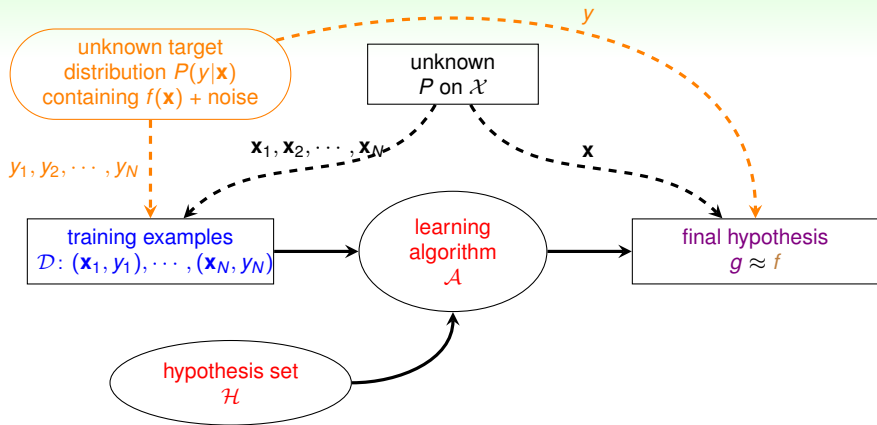 y
unknown target
distribution P(y|𝐱)
containing f(𝐱) + noise
unknown
P on 𝒳
y₁, y₂, · · · , y_N
𝐱₁, 𝐱₂, · · · , 𝐱_N
𝐱
training examples
𝒟: (𝐱₁, y₁), · · · , (𝐱_N, y_N)
learning
algorithm
𝒜
final hypothesis
g ≈ f
hypothesis set
ℋ